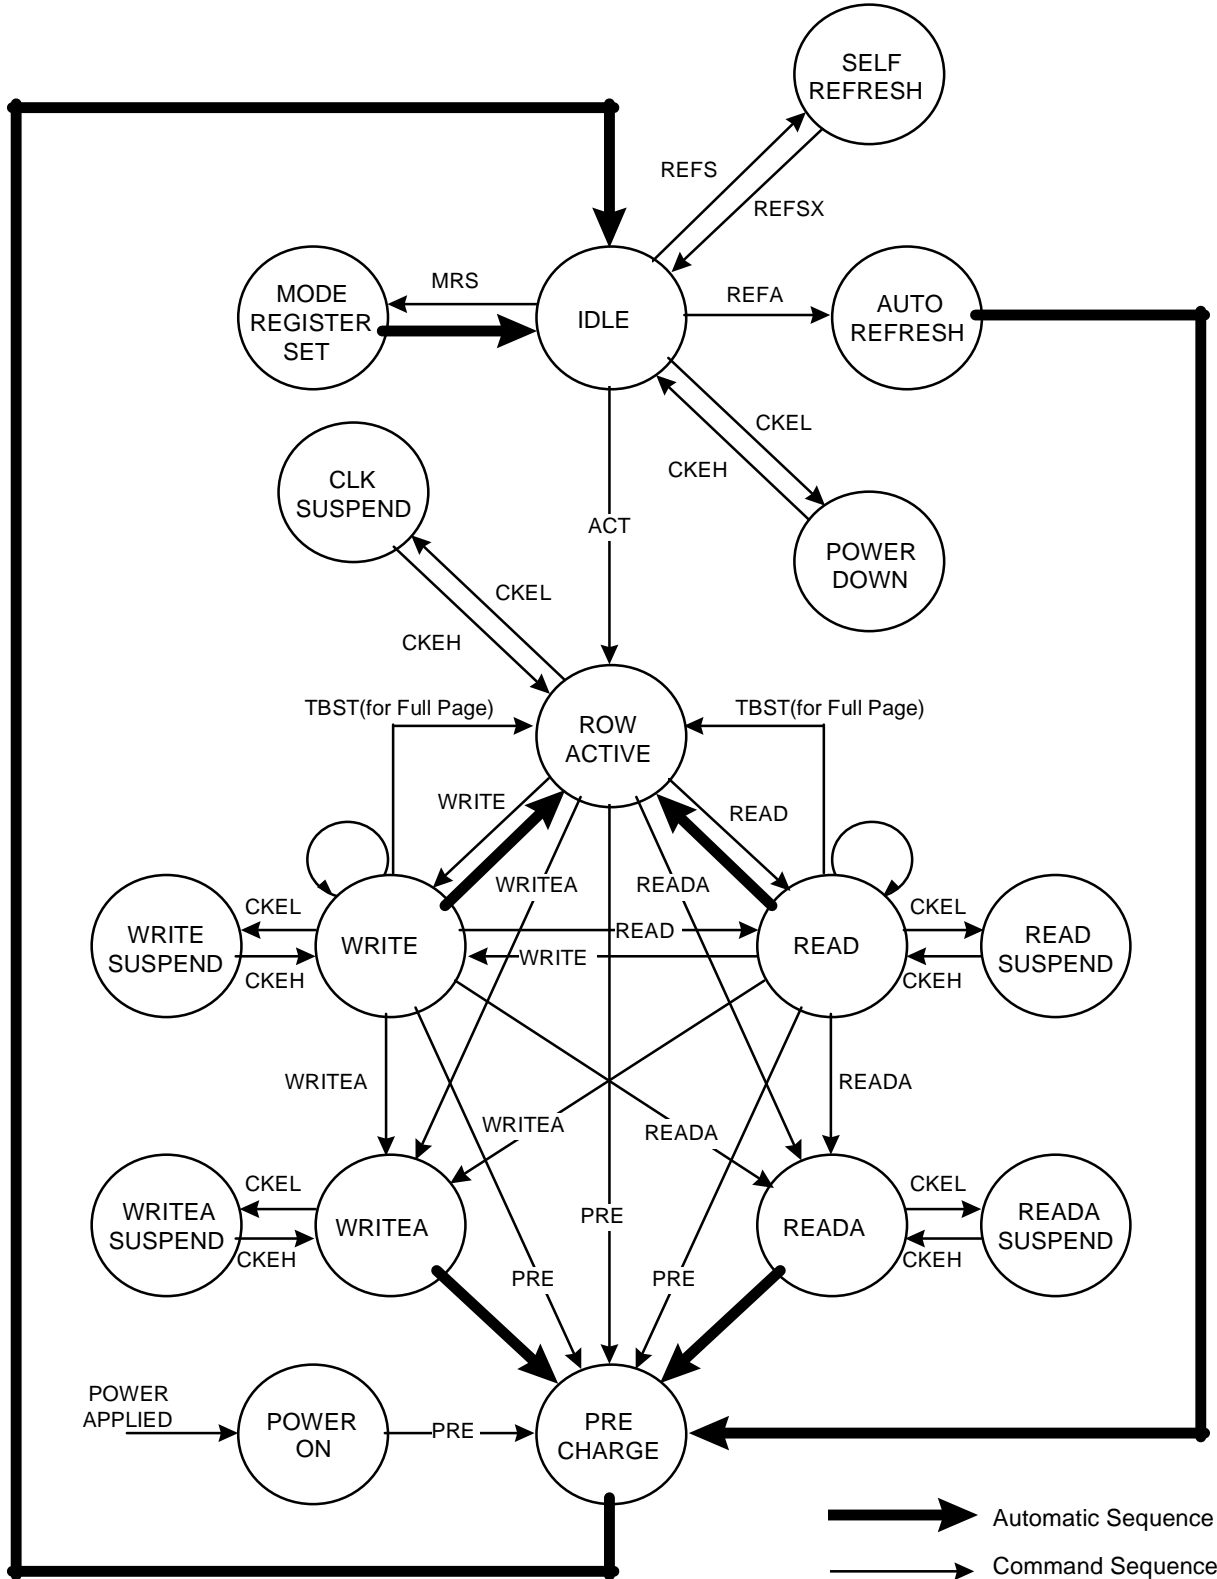 SELF
REFRESH
REFS
REFSX
MODE
REGISTER
SET
MRS
IDLE
REFA
AUTO
REFRESH
CKEL
CKEH
CLK
SUSPEND
ACT
POWER
DOWN
CKEL
CKEH
TBST(for Full Page)
ROW
ACTIVE
TBST(for Full Page)
WRITE
READ
WRITEA
READA
CKEL
WRITE
SUSPEND
CKEH
WRITE
READ
WRITE
READ
CKEL
READ
SUSPEND
CKEH
WRITEA
READA
WRITEA
READA
CKEL
WRITEA
SUSPEND
CKEH
WRITEA
PRE
READA
CKEL
READA
SUSPEND
CKEH
PRE
PRE
POWER
APPLIED
POWER
ON
PRE
PRE
CHARGE
Automatic Sequence
Command Sequence